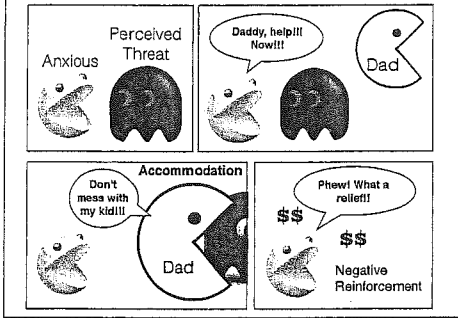 Anxious
Perceived
Threat
Daddy, help!!!
Now!!!
Dad
Accommodation
Don't
mess with
my kid!!!
Dad
Phew! What a
relief!!
$$
$$
Negative
Reinforcement